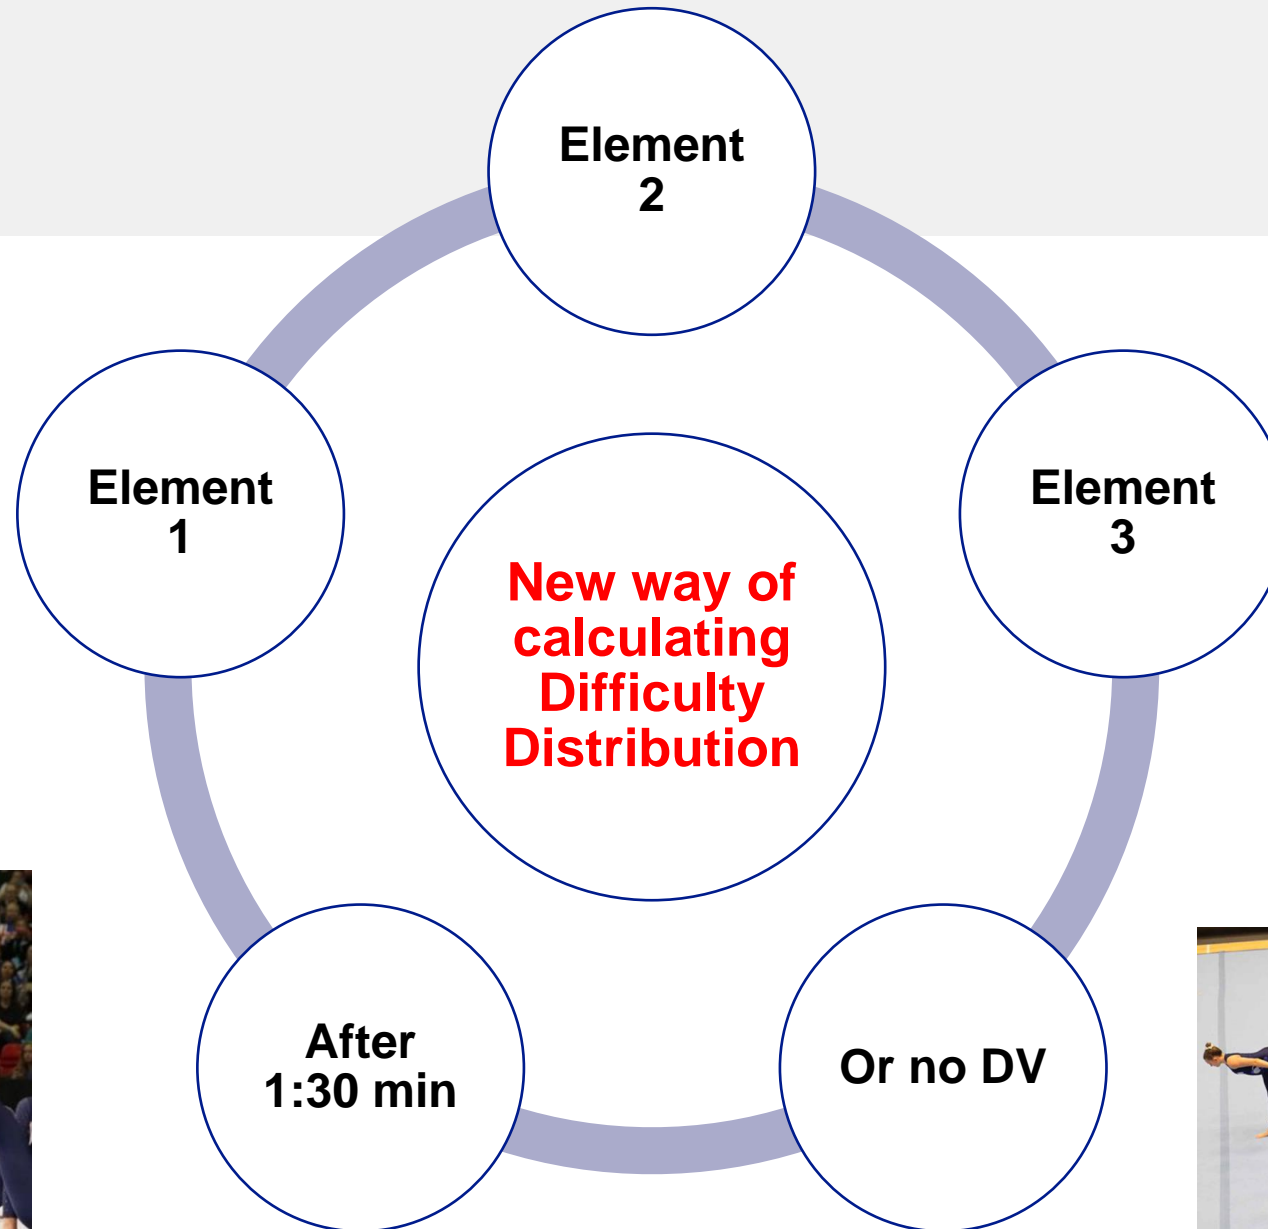 Element
2
Element
1
Element
3
New way of
calculating
Difficulty
Distribution
After
1:30 min
Or no DV